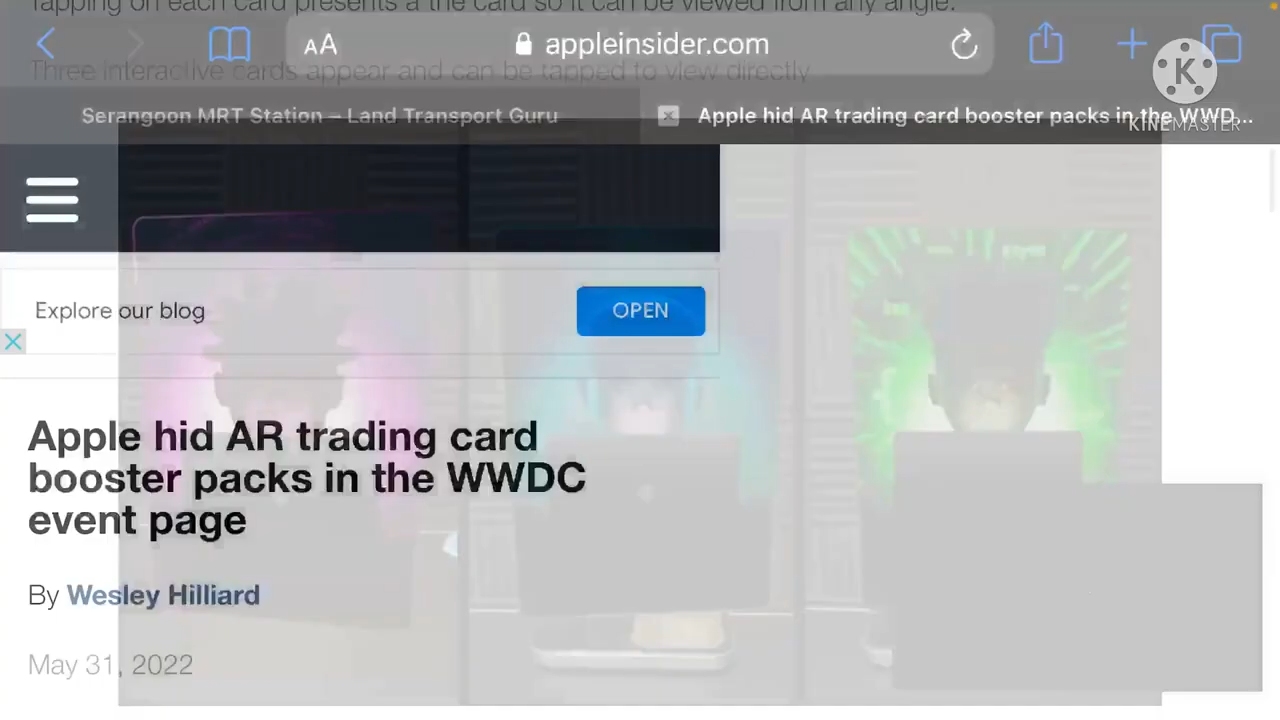 Tapping on each card presents a the card so it can be viewed from any angle.
AA
appleinsider.com
Three interactive cards appear and can be tapped to view directly
K
KINEMASTER
Serangoon MRT Station – Land Transport Guru
Apple hid AR trading card booster packs in the WWD...
Explore our blog
OPEN
Apple hid AR trading card
booster packs in the WWDC
event page
By Wesley Hilliard
May 31, 2022